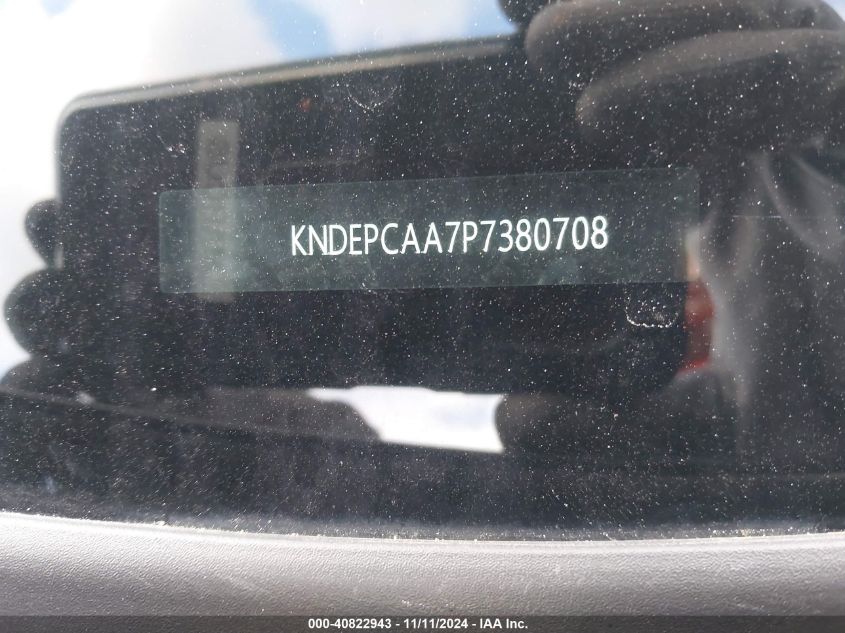 KNDEPCAA7P7380708
000-40822943 - 11/11/2024 - IAA Inc.